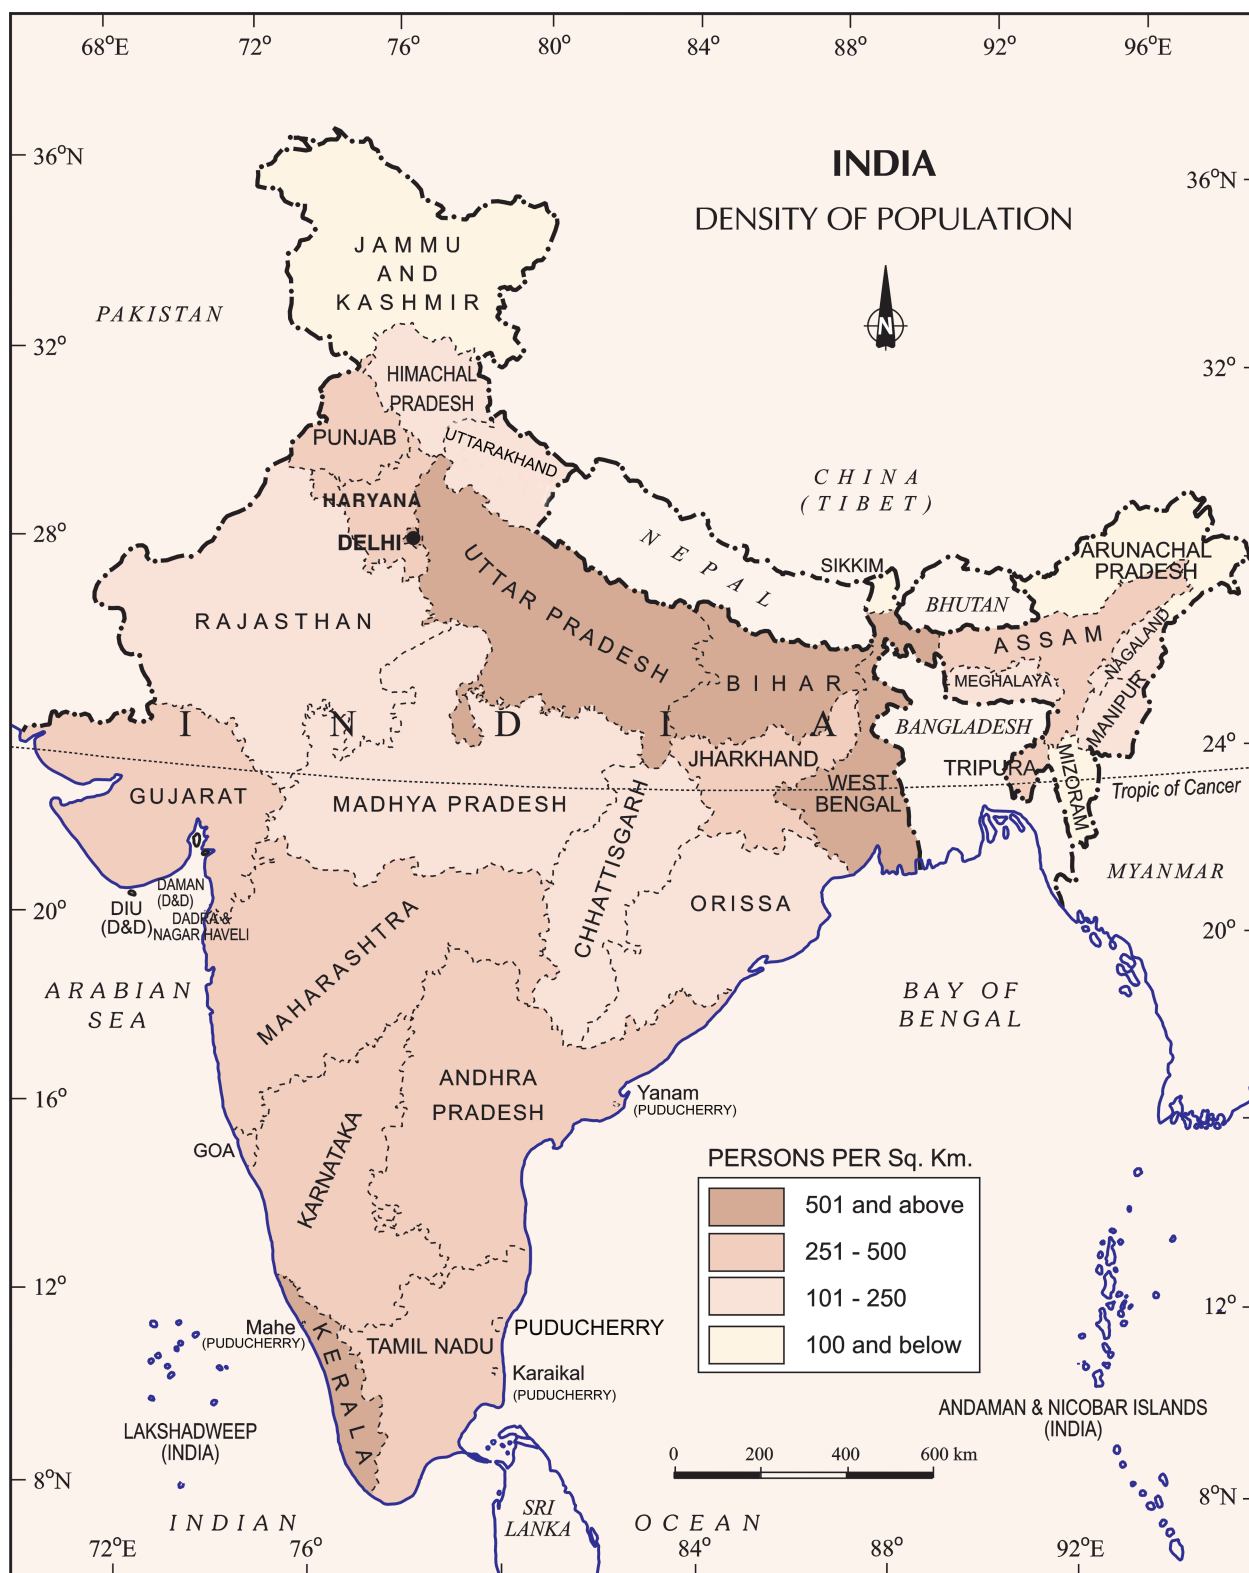 68°E 72° 76° 80° 84° 88° 92° 96°E
INDIA
DENSITY OF POPULATION
N
36°N
36°N
32°
32°
28°
24°
20°
20°
16°
12°
12°
8°N
8°N
JAMMU
AND
KASHMIR
PAKISTAN
HIMACHAL
PRADESH
PUNJAB
UTTARAKHAND
HARYANA
DELHI
CHINA
(TIBET)
NEPAL
SIKKIM
BHUTAN
ARUNACHAL
PRADESH
RAJASTHAN
UTTAR PRADESH
BIHAR
ASSAM
NAGALAND
MEGHALAYA
MANIPUR
BANGLADESH
INDIA
TRIPURA
MIZORAM
Tropic of Cancer
MYANMAR
GUJARAT
MADHYA PRADESH
JHARKHAND
WEST
BENGAL
CHHATTISGARH
ORISSA
DAMAN
(D&D)
DIU
(D&D)
DADRA &
NAGAR HAVELI
MAHARASHTRA
ARABIAN
SEA
BAY OF
BENGAL
ANDHRA
PRADESH
Yanam
(PUDUCHERRY)
GOA
KARNATAKA
PERSONS PER Sq. Km.
501 and above
251 - 500
101 - 250
100 and below
Mahe
(PUDUCHERRY)
KERALA
TAMIL NADU
PUDUCHERRY
Karaikal
(PUDUCHERRY)
LAKSHADWEEP
(INDIA)
ANDAMAN & NICOBAR ISLANDS
(INDIA)
0 200 400 600 km
SRI
LANKA
INDIAN OCEAN
72°E 76° 84° 88° 92°E